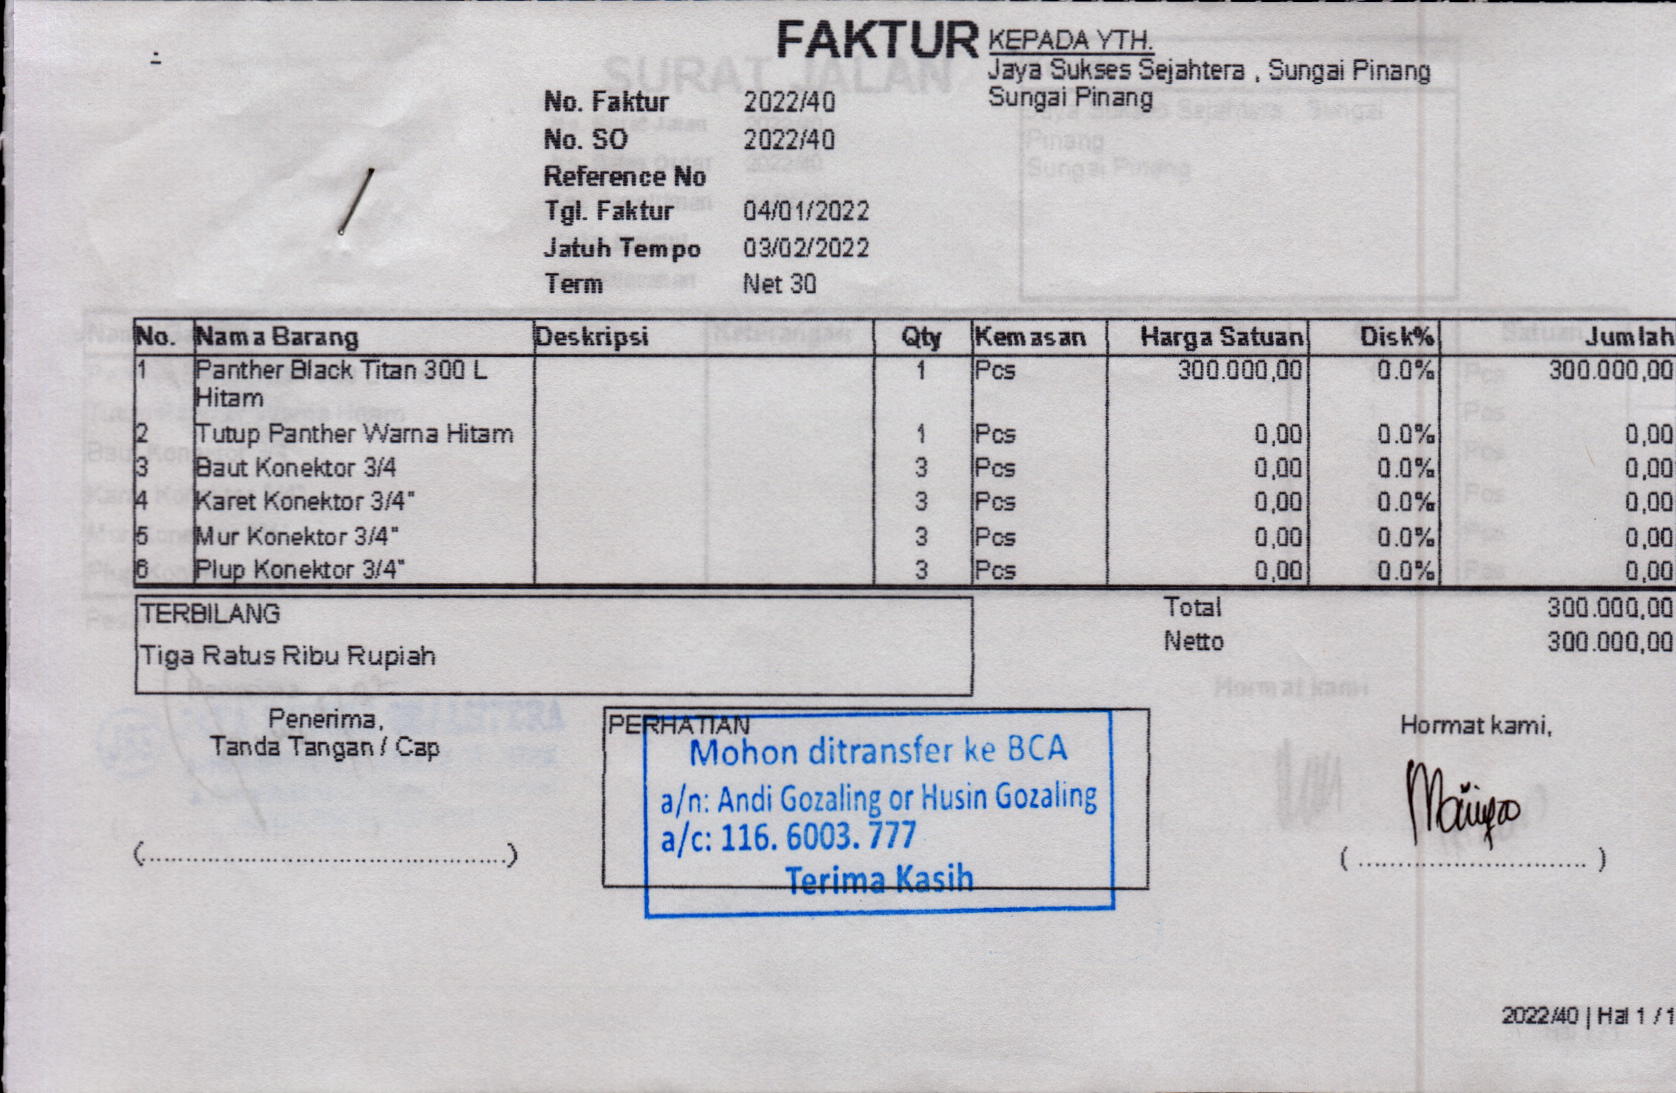 FAKTUR
KEPADA YTH.
Jaya Sukses Sejahtera , Sungai Pinang
Sungai Pinang
No. Faktur 2022/40
No. SO 2022/40
Reference No
Tgl. Faktur 04/01/2022
Jatuh Tempo 03/02/2022
Term Net 30
No. Nama Barang Deskripsi Qty Kemasan Harga Satuan Disk% Jumlah
1 Panther Black Titan 300 L 1 Pcs 300.000,00 0.0% 300.000,00
Hitam
2 Tutup Panther Warna Hitam 1 Pcs 0,00 0.0% 0,00
3 Baut Konektor 3/4 3 Pcs 0,00 0.0% 0,00
4 Karet Konektor 3/4" 3 Pcs 0,00 0.0% 0,00
5 Mur Konektor 3/4" 3 Pcs 0,00 0.0% 0,00
6 Plup Konektor 3/4" 3 Pcs 0,00 0.0% 0,00
TERBILANG
Tiga Ratus Ribu Rupiah
Total 300.000,00
Netto 300.000,00
Penerima,
Tanda Tangan / Cap
PERHATIAN
Mohon ditransfer ke BCA
a/n: Andi Gozaling or Husin Gozaling
a/c: 116. 6003. 777
Terima Kasih
Hormat kami,
2022/40 | Hal 1 / 1